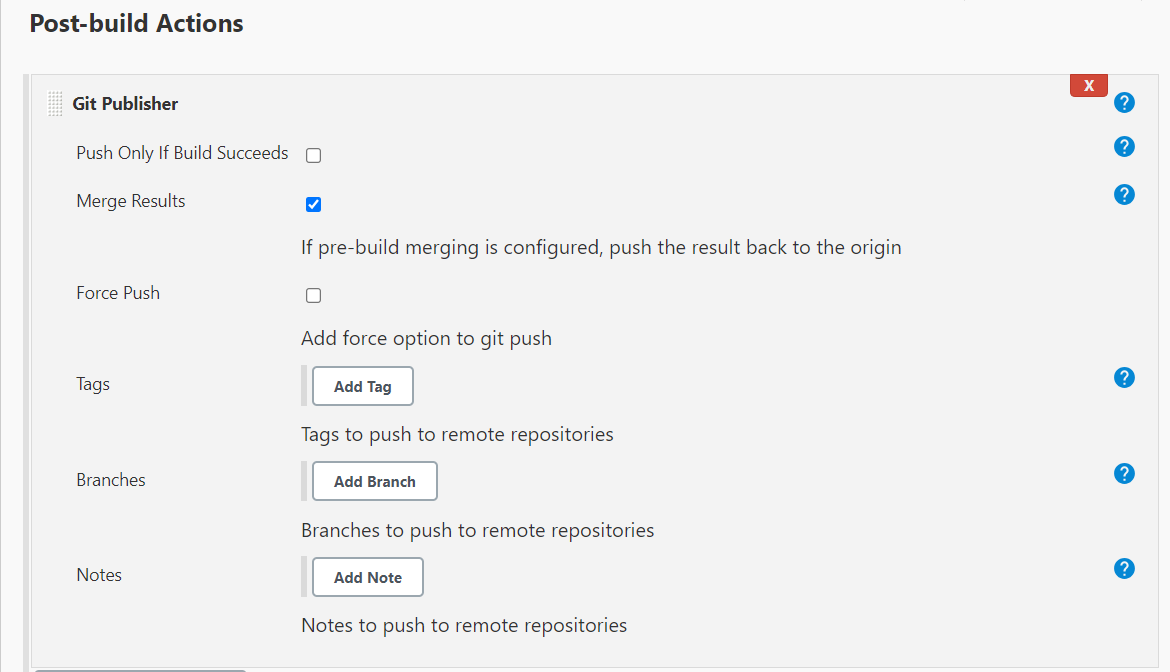 Post-build Actions
X
Git Publisher
?
Push Only If Build Succeeds
?
Merge Results
?
If pre-build merging is configured, push the result back to the origin
Force Push
Add force option to git push
Tags
Add Tag
?
Tags to push to remote repositories
Branches
Add Branch
?
Branches to push to remote repositories
Notes
Add Note
?
Notes to push to remote repositories